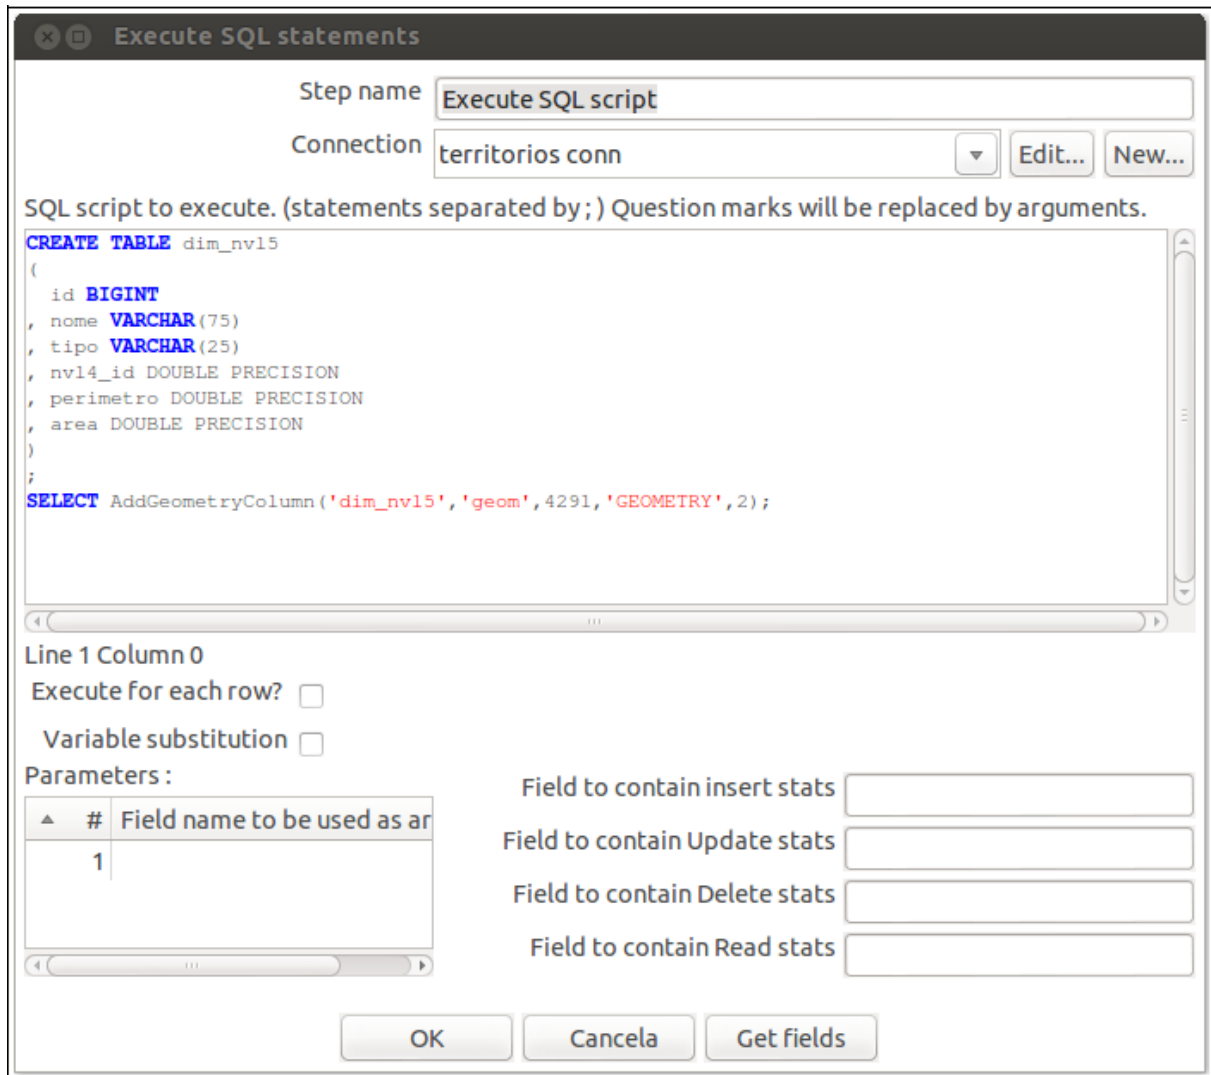 Execute SQL statements
Step name Execute SQL script
Connection territorios conn Edit... New...
SQL script to execute. (statements separated by ; ) Question marks will be replaced by arguments.
CREATE TABLE dim_nvl5
(
id BIGINT
, nome VARCHAR(75)
, tipo VARCHAR(25)
, nvl4_id DOUBLE PRECISION
, perimetro DOUBLE PRECISION
, area DOUBLE PRECISION
)
;
SELECT AddGeometryColumn('dim_nvl5','geom',4291,'GEOMETRY',2);
Line 1 Column 0
Execute for each row?
Variable substitution
Parameters :
# Field name to be used as ar
1
Field to contain insert stats
Field to contain Update stats
Field to contain Delete stats
Field to contain Read stats
OK Cancela Get fields